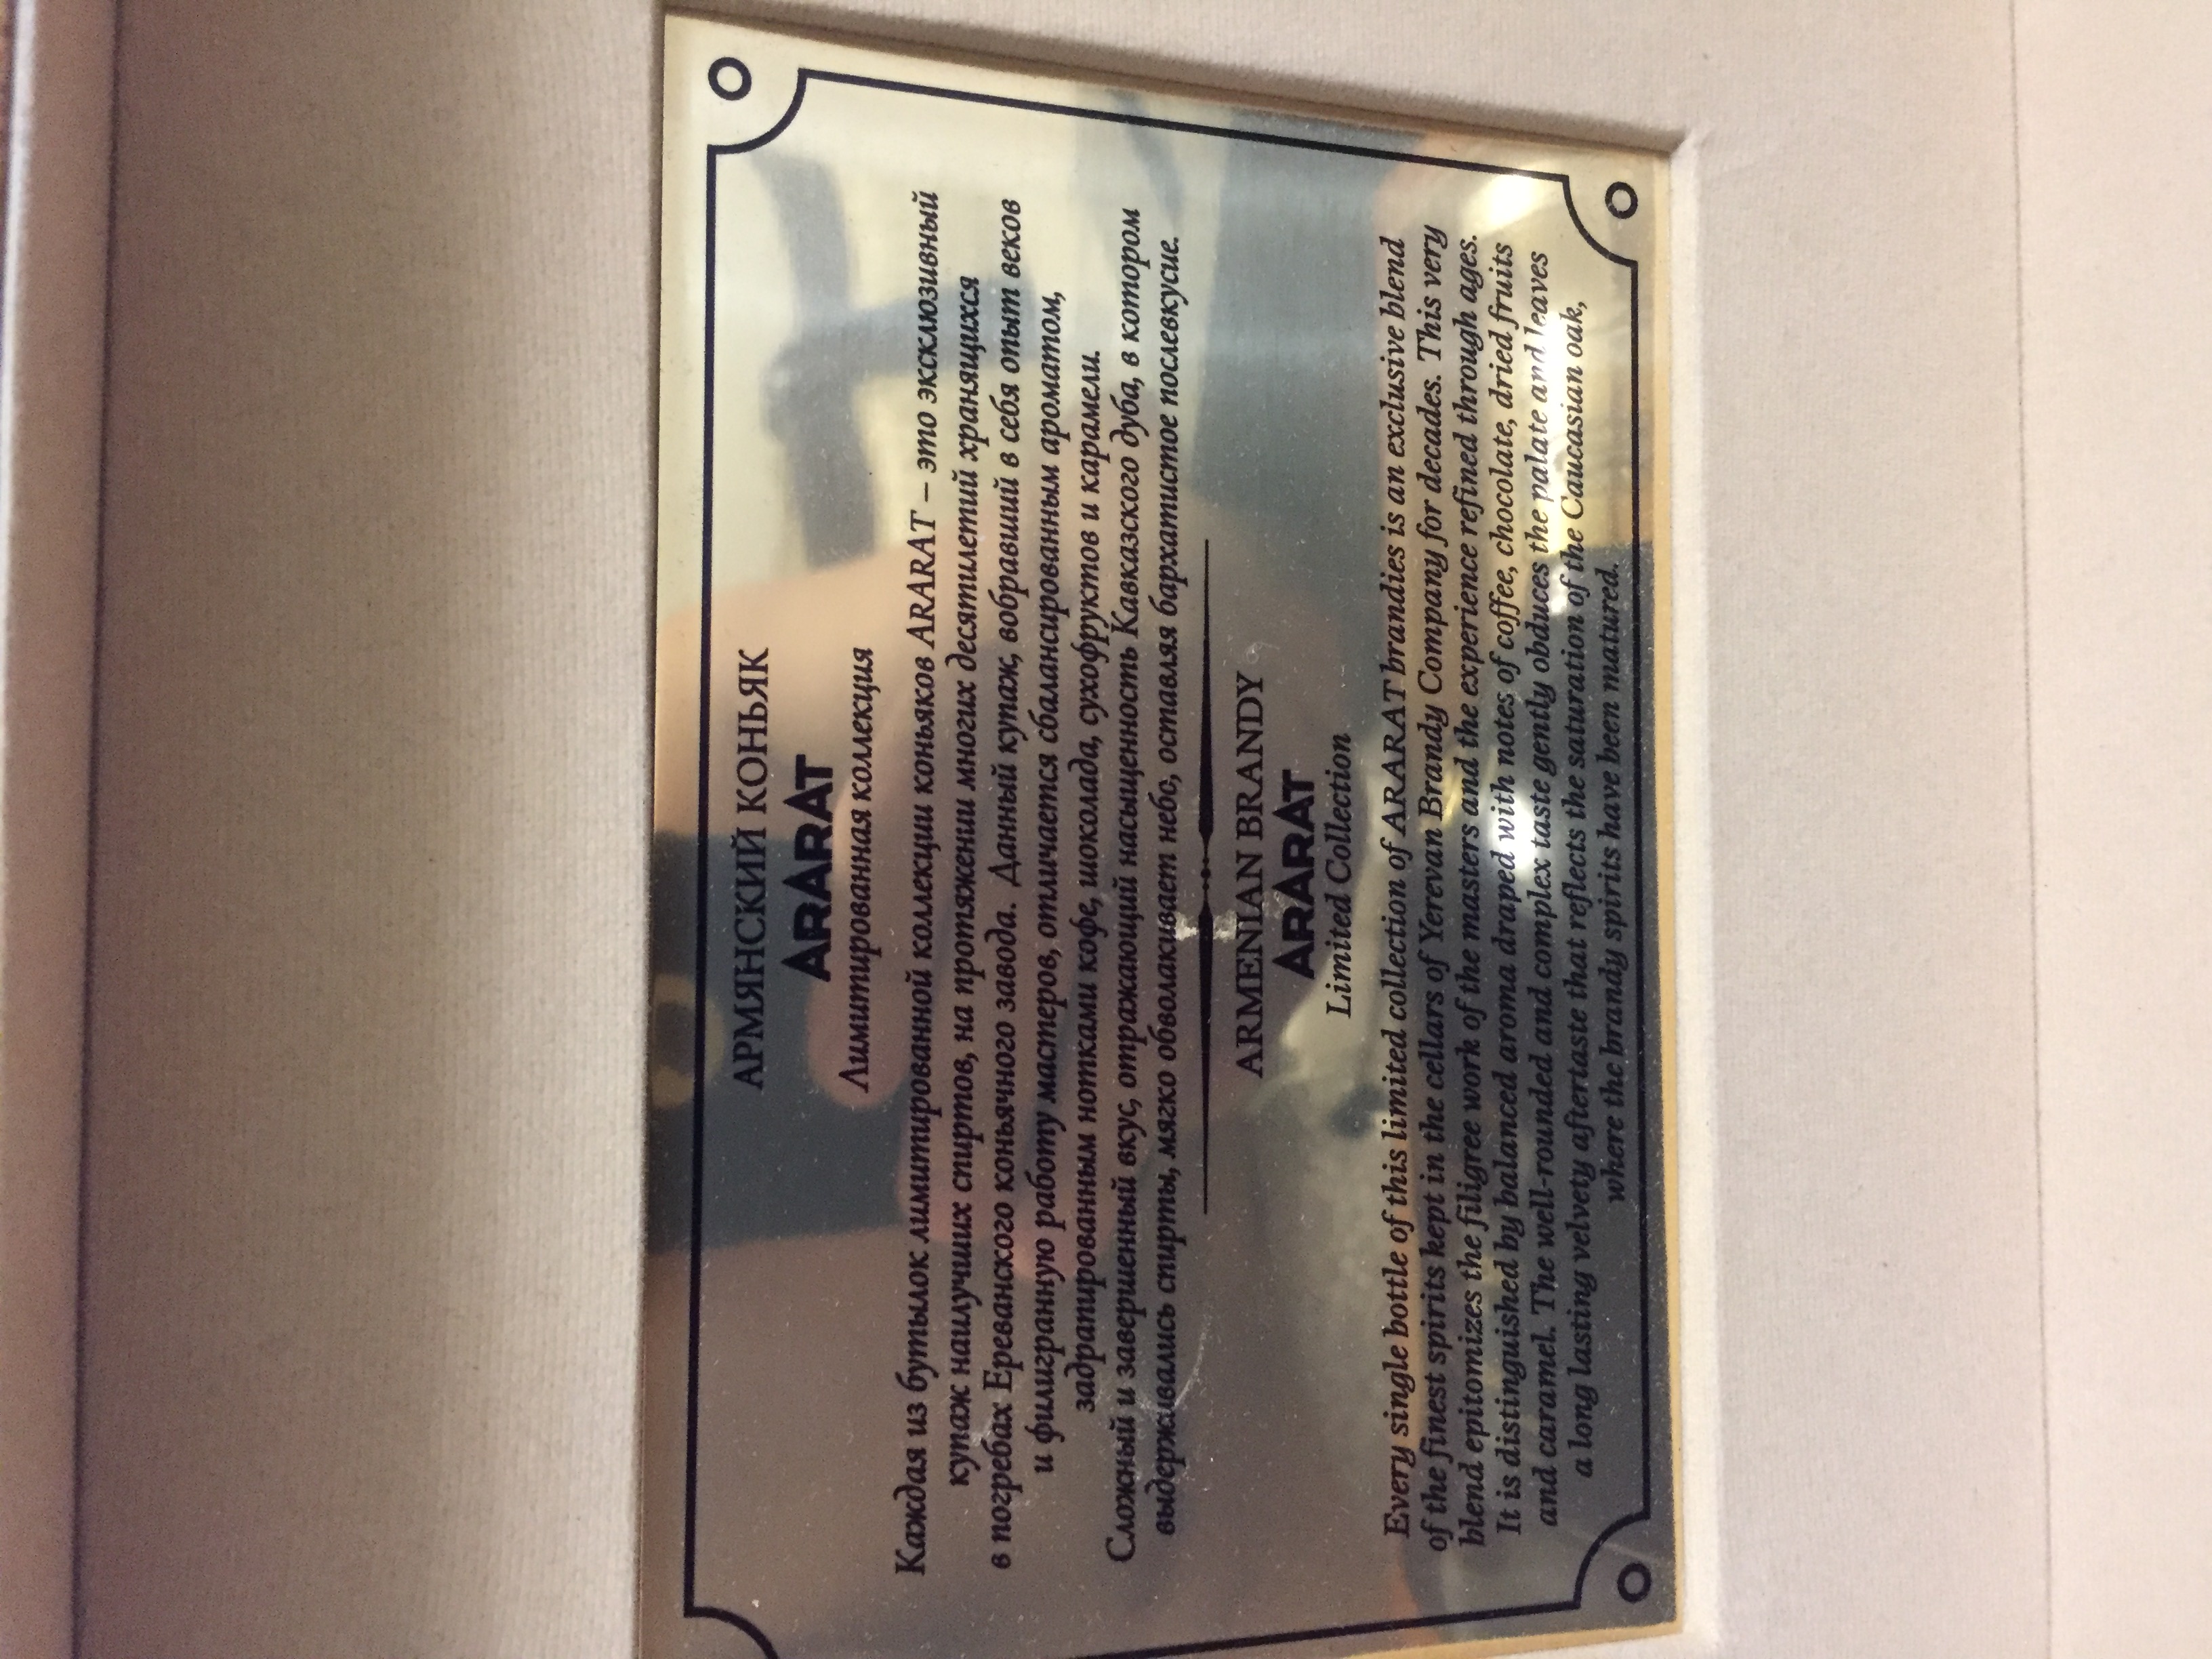 АРМЯНСКИЙ КОНЬЯК
ARARAT
Лимитированная коллекция
Каждая из бутылок лимитированной коллекции коньяков ARARAT – это эксклюзивный
купаж наилучших спиртов, на протяжении многих десятилетий хранящихся
в погребах Ереванского коньячного завода. Данный купаж, вобравший в себя опыт веков
и филигранную работу мастеров, отличается сбалансированным ароматом,
задрапированным нотками кофе, шоколада, сухофруктов и карамели.
Сложный и завершенный вкус, отражающий насыщенность Кавказского дуба, в котором
выдерживались спирты, мягко обволакивает небо, оставляя бархатистое послевкусие.
ARMENIAN BRANDY
ARARAT
Limited Collection
Every single bottle of this limited collection of ARARAT brandies is an exclusive blend
of the finest spirits kept in the cellars of Yerevan Brandy Company for decades. This very
blend epitomizes the filigree work of the masters and the experience refined through ages.
It is distinguished by balanced aroma draped with notes of coffee, chocolate, dried fruits
and caramel. The well-rounded and complex taste gently obduces the palate and leaves
a long lasting velvety aftertaste that reflects the saturation of the Caucasian oak,
where the brandy spirits have been matured.